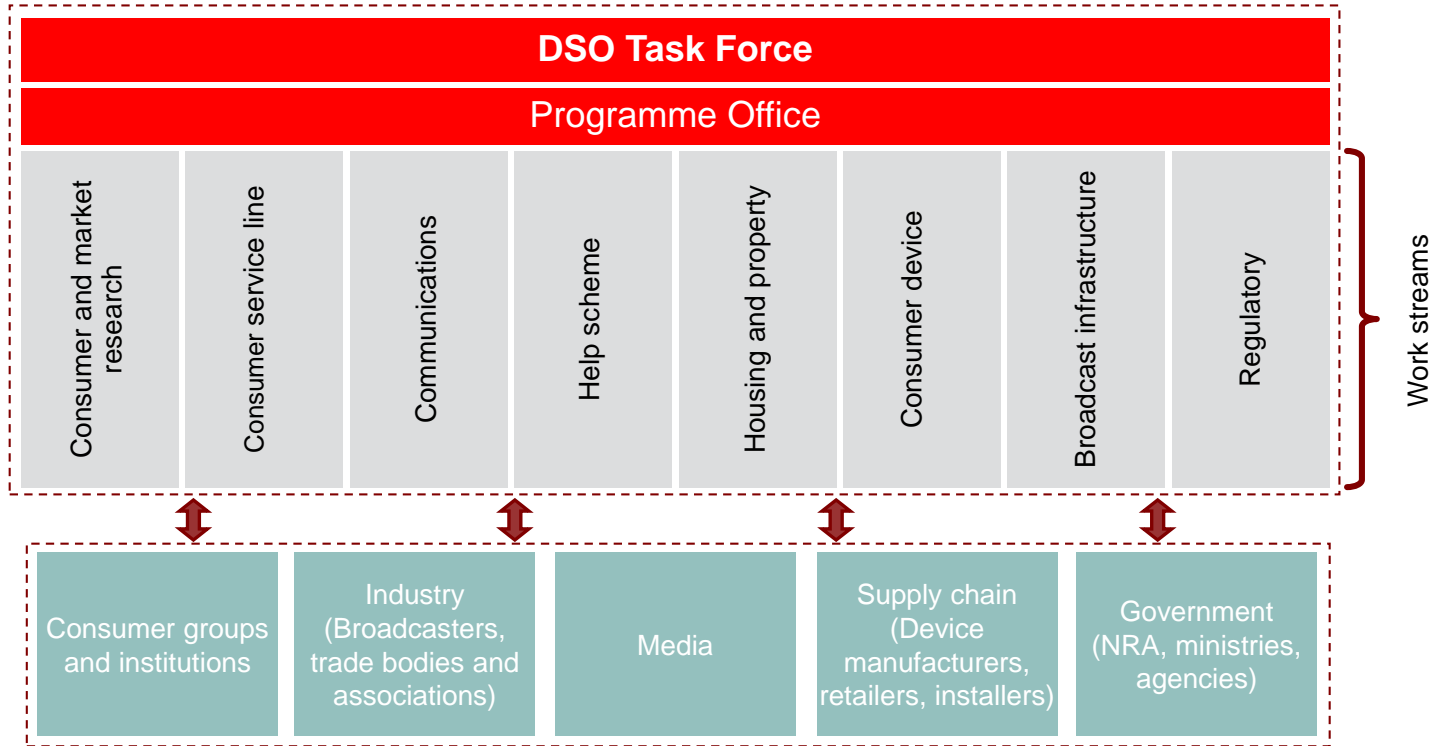 DSO Task Force
Programme Office
Consumer and market
research
Consumer service line
Communications
Help scheme
Housing and property
Consumer device
Broadcast infrastructure
Regulatory
Work streams
Consumer groups
and institutions
Industry
(Broadcasters,
trade bodies and
associations)
Media
Supply chain
(Device
manufacturers,
retailers, installers)
Government
(NRA, ministries,
agencies)